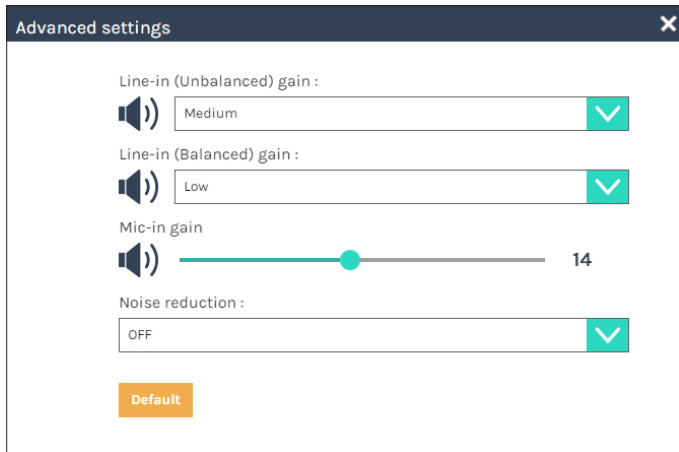 Advanced settings
Line-in (Unbalanced) gain :
Medium
Line-in (Balanced) gain :
Low
Mic-in gain
14
Noise reduction :
OFF
Default